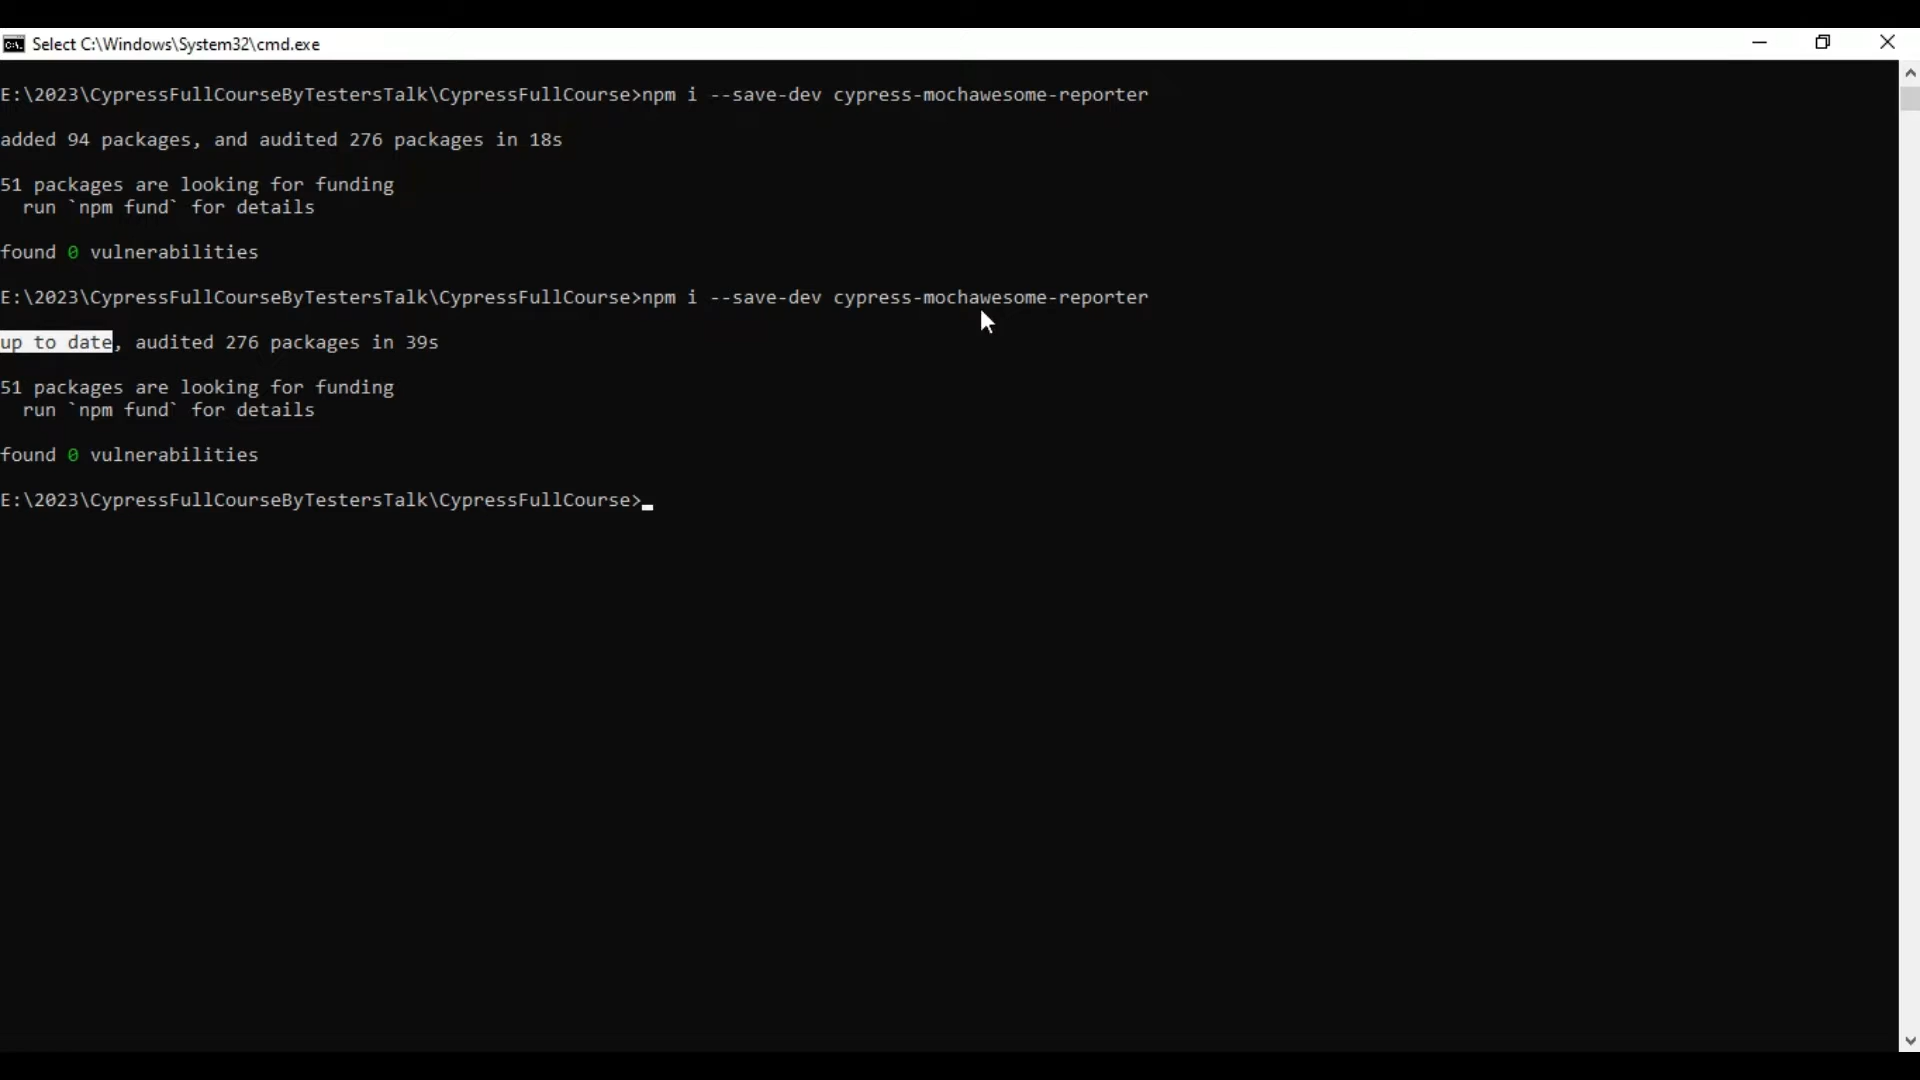 Select C:\Windows\System32\cmd.exe
E:\2023\CypressFullCourseByTestersTalk\CypressFullCourse>npm i --save-dev cypress-mochawesome-reporter
added 94 packages, and audited 276 packages in 18s
51 packages are looking for funding
  run `npm fund` for details
found 0 vulnerabilities
E:\2023\CypressFullCourseByTestersTalk\CypressFullCourse>npm i --save-dev cypress-mochawesome-reporter
up to date, audited 276 packages in 39s
51 packages are looking for funding
  run `npm fund` for details
found 0 vulnerabilities
E:\2023\CypressFullCourseByTestersTalk\CypressFullCourse>